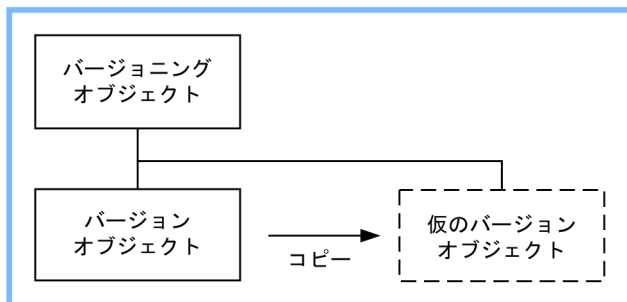 バージョニング
オブジェクト
バージョン
オブジェクト
コピー
仮のバージョン
オブジェクト